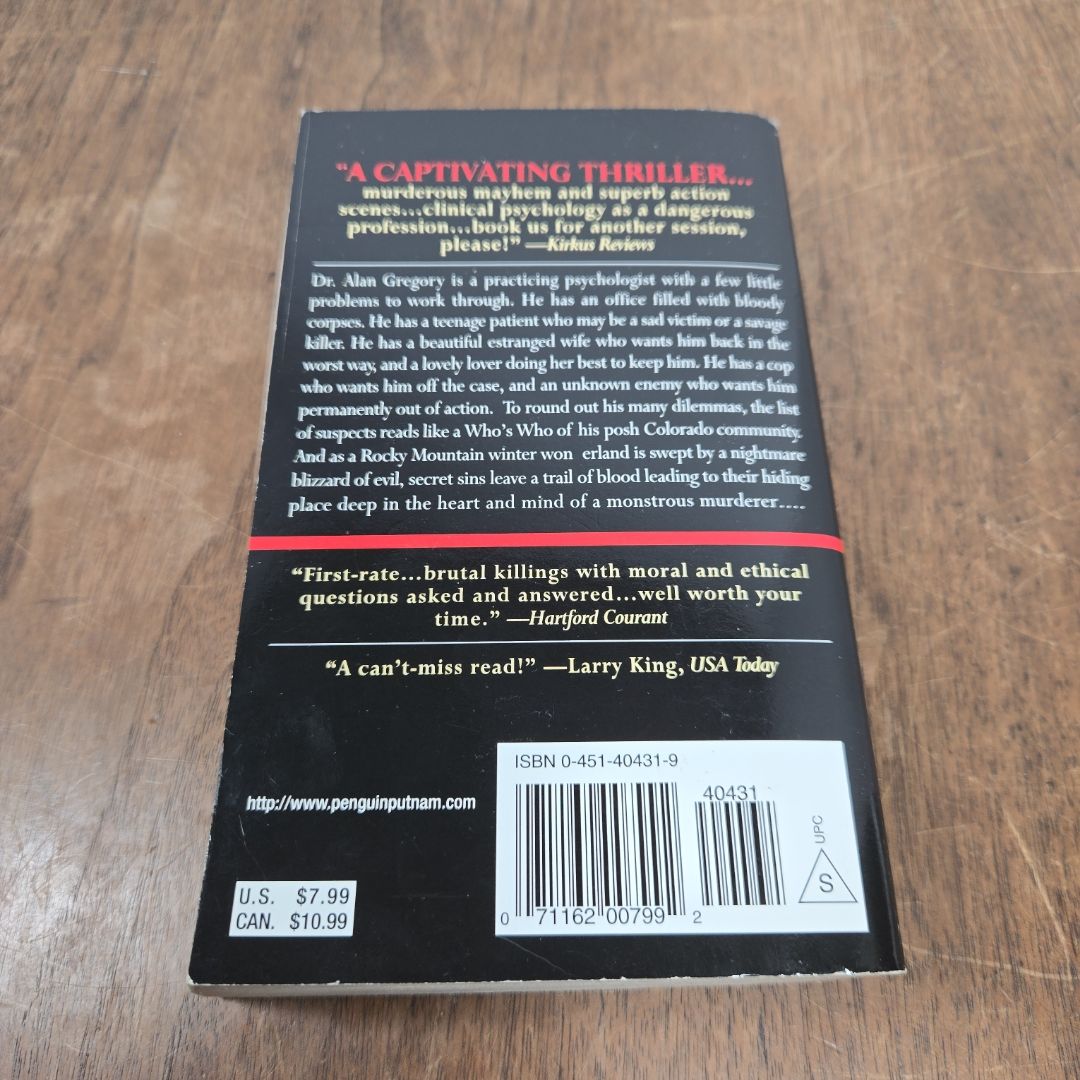 “A CAPTIVATING THRILLER...
murderous mayhem and superb action
scenes...clinical psychology as a dangerous
profession...book us for another session,
please!” —Kirkus Reviews
Dr. Alan Gregory is a practicing psychologist with a few little
problems to work through. He has an office filled with bloody
corpses. He has a teenage patient who may be a sad victim or a savage
killer. He has a beautiful estranged wife who wants him back in the
worst way, and a lovely lover doing her best to keep him. He has a cop
who wants him off the case, and an unknown enemy who wants him
permanently out of action. To round out his many dilemmas, the list
of suspects reads like a Who’s Who of his posh Colorado community.
And as a Rocky Mountain winter won erland is swept by a nightmare
blizzard of evil, secret sins leave a trail of blood leading to their hiding
place deep in the heart and mind of a monstrous murderer....
“First-rate...brutal killings with moral and ethical
questions asked and answered...well worth your
time.” —Hartford Courant
“A can’t-miss read!” —Larry King, USA Today
ISBN 0-451-40431-9
40431
http://www.penguinputnam.com
UPC
S
U.S. $7.99
CAN. $10.99
0 71162 00799 2